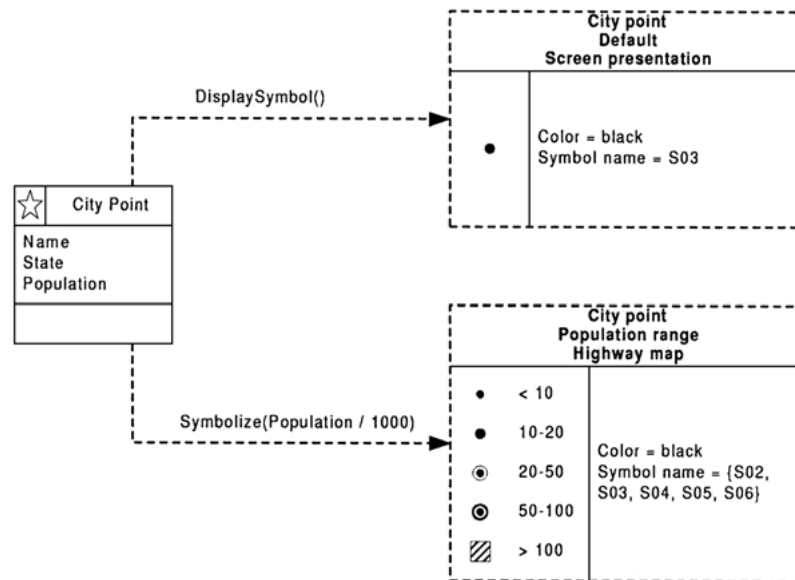 City point
Default
Screen presentation
DisplaySymbol()
Color = black
Symbol name = S03
City Point
Name
State
Population
City point
Population range
Highway map
Symbolize(Population / 1000)
< 10
10-20
20-50
50-100
> 100
Color = black
Symbol name = {S02,
S03, S04, S05, S06}